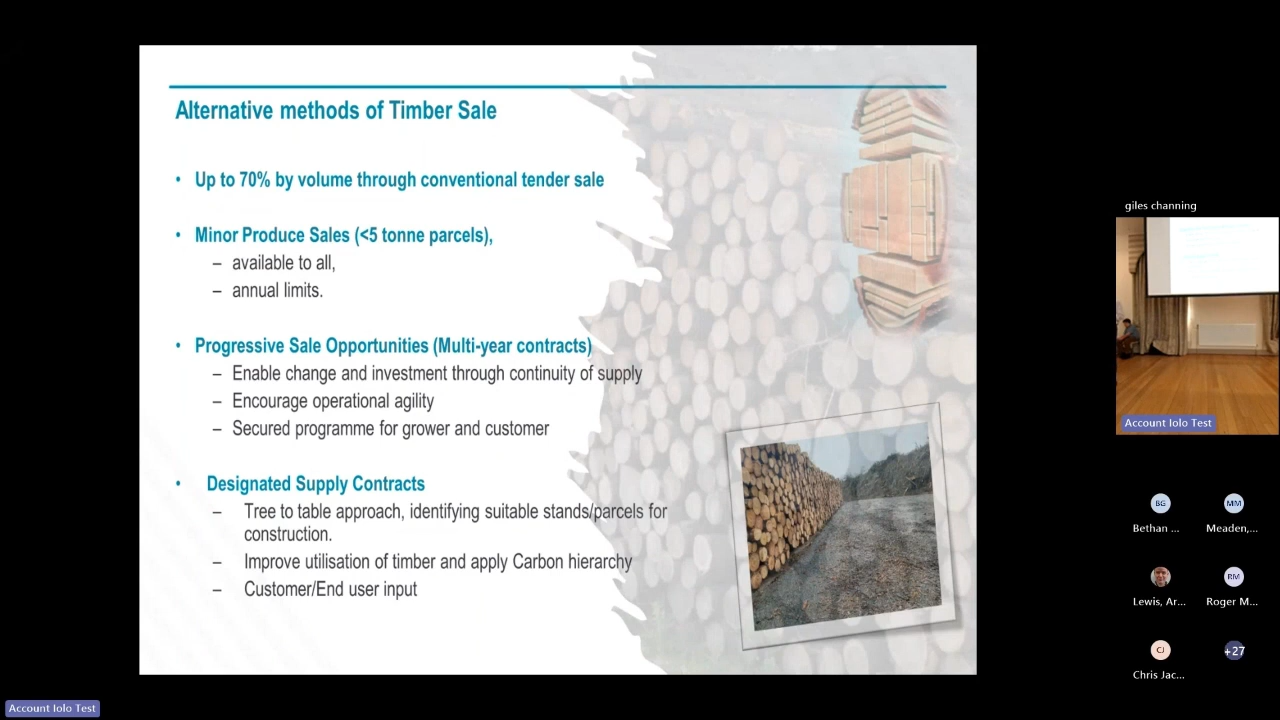 Alternative methods of Timber Sale
• Up to 70% by volume through conventional tender sale
• Minor Produce Sales (<5 tonne parcels),
– available to all,
– annual limits.
• Progressive Sale Opportunities (Multi-year contracts)
– Enable change and investment through continuity of supply
– Encourage operational agility
– Secured programme for grower and customer
• Designated Supply Contracts
– Tree to table approach, identifying suitable stands/parcels for
construction.
– Improve utilisation of timber and apply Carbon hierarchy
– Customer/End user input
giles channing
Account Iolo Test
BG
MM
Bethan ...
Meaden,...
RM
Lewis, Ar...
Roger M...
CJ
+27
Chris Jac...
Account Iolo Test